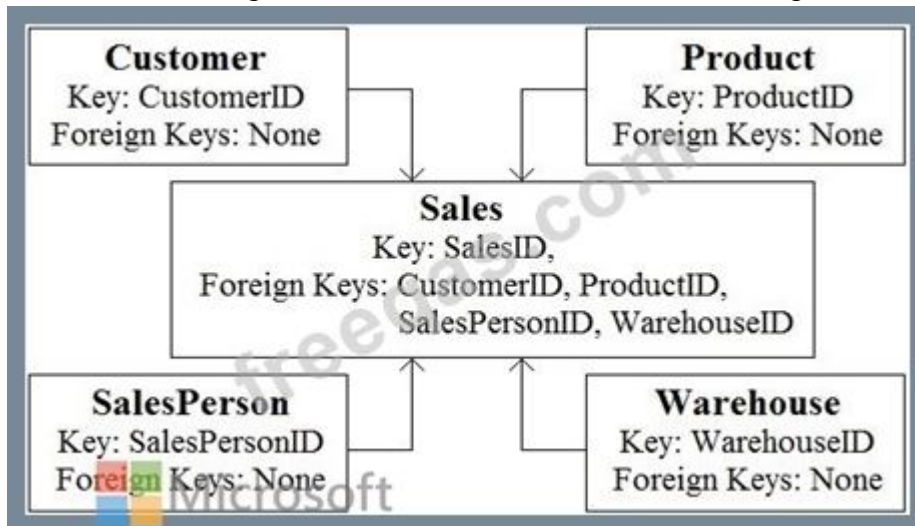 Customer
Key: CustomerID
Foreign Keys: None
Product
Key: ProductID
Foreign Keys: None
Sales
Key: SalesID,
Foreign Keys: CustomerID, ProductID,
SalesPersonID, WarehouseID
SalesPerson
Key: SalesPersonID
Foreign Keys: None
Warehouse
Key: WarehouseID
Foreign Keys: None
freeqas.com
Microsoft